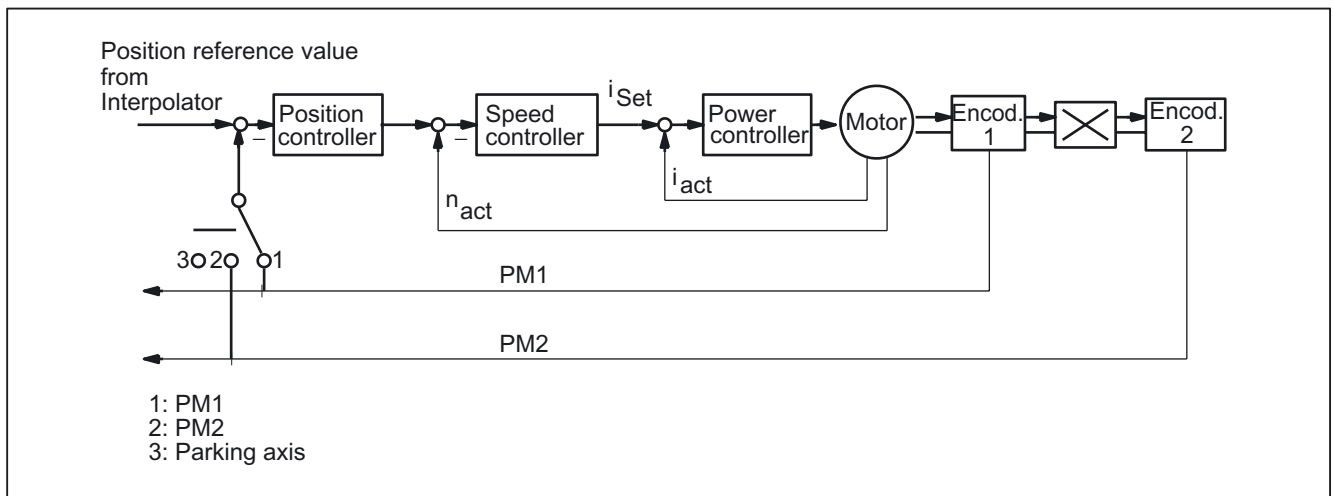 Position reference value
from
Interpolator
Position
controller
Speed
controller
iSet
Power
controller
Motor
Encod.
1
Encod.
2
iact
nact
3 2 1
PM1
PM2
1: PM1
2: PM2
3: Parking axis